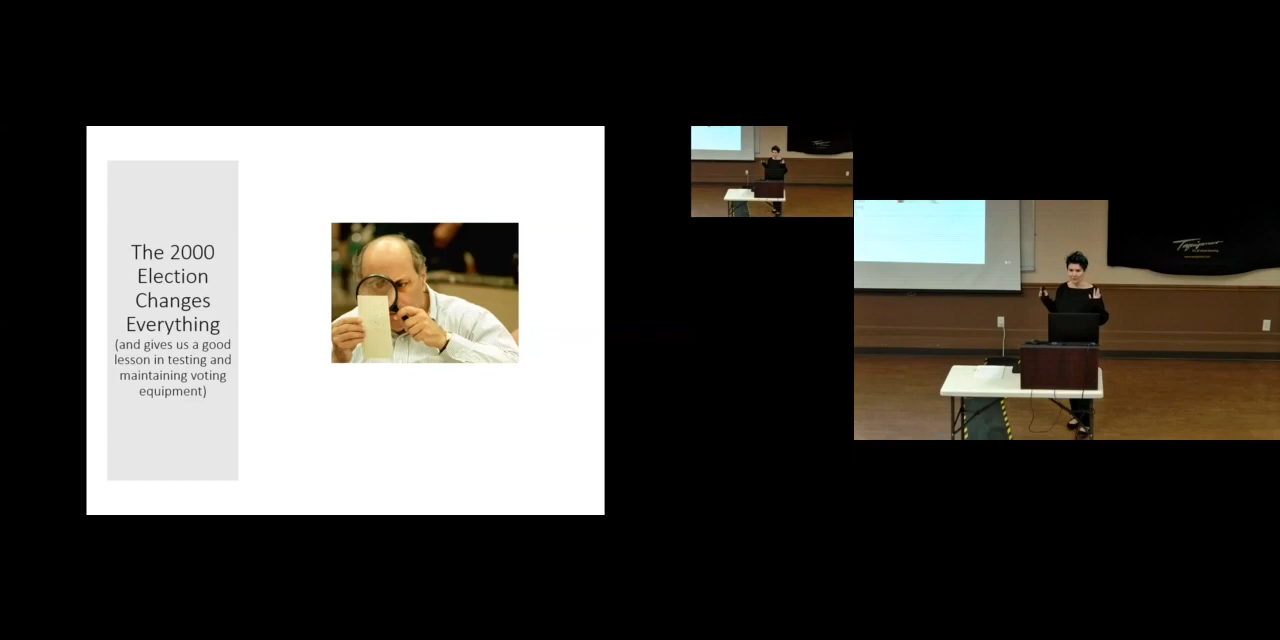 The 2000
Election
Changes
Everything
(and gives us a good
lesson in testing and
maintaining voting
equipment)